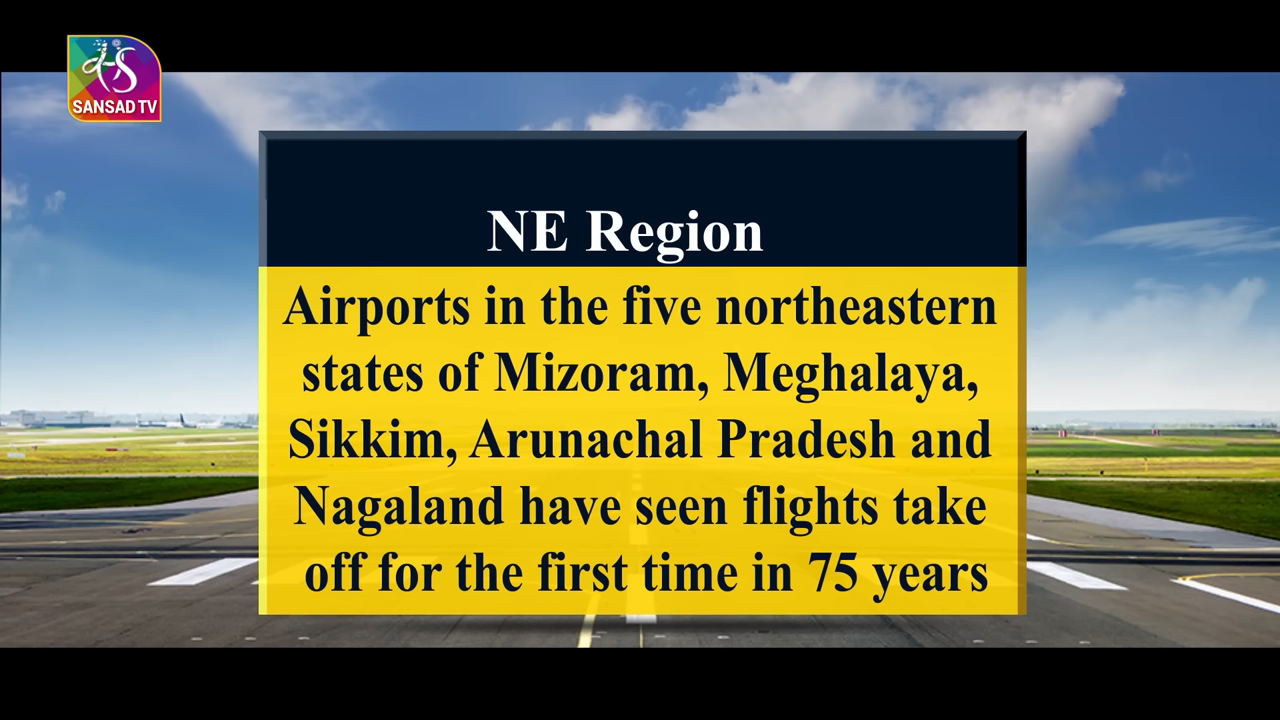 SANSAD TV
NE Region
Airports in the five northeastern
states of Mizoram, Meghalaya,
Sikkim, Arunachal Pradesh and
Nagaland have seen flights take
off for the first time in 75 years